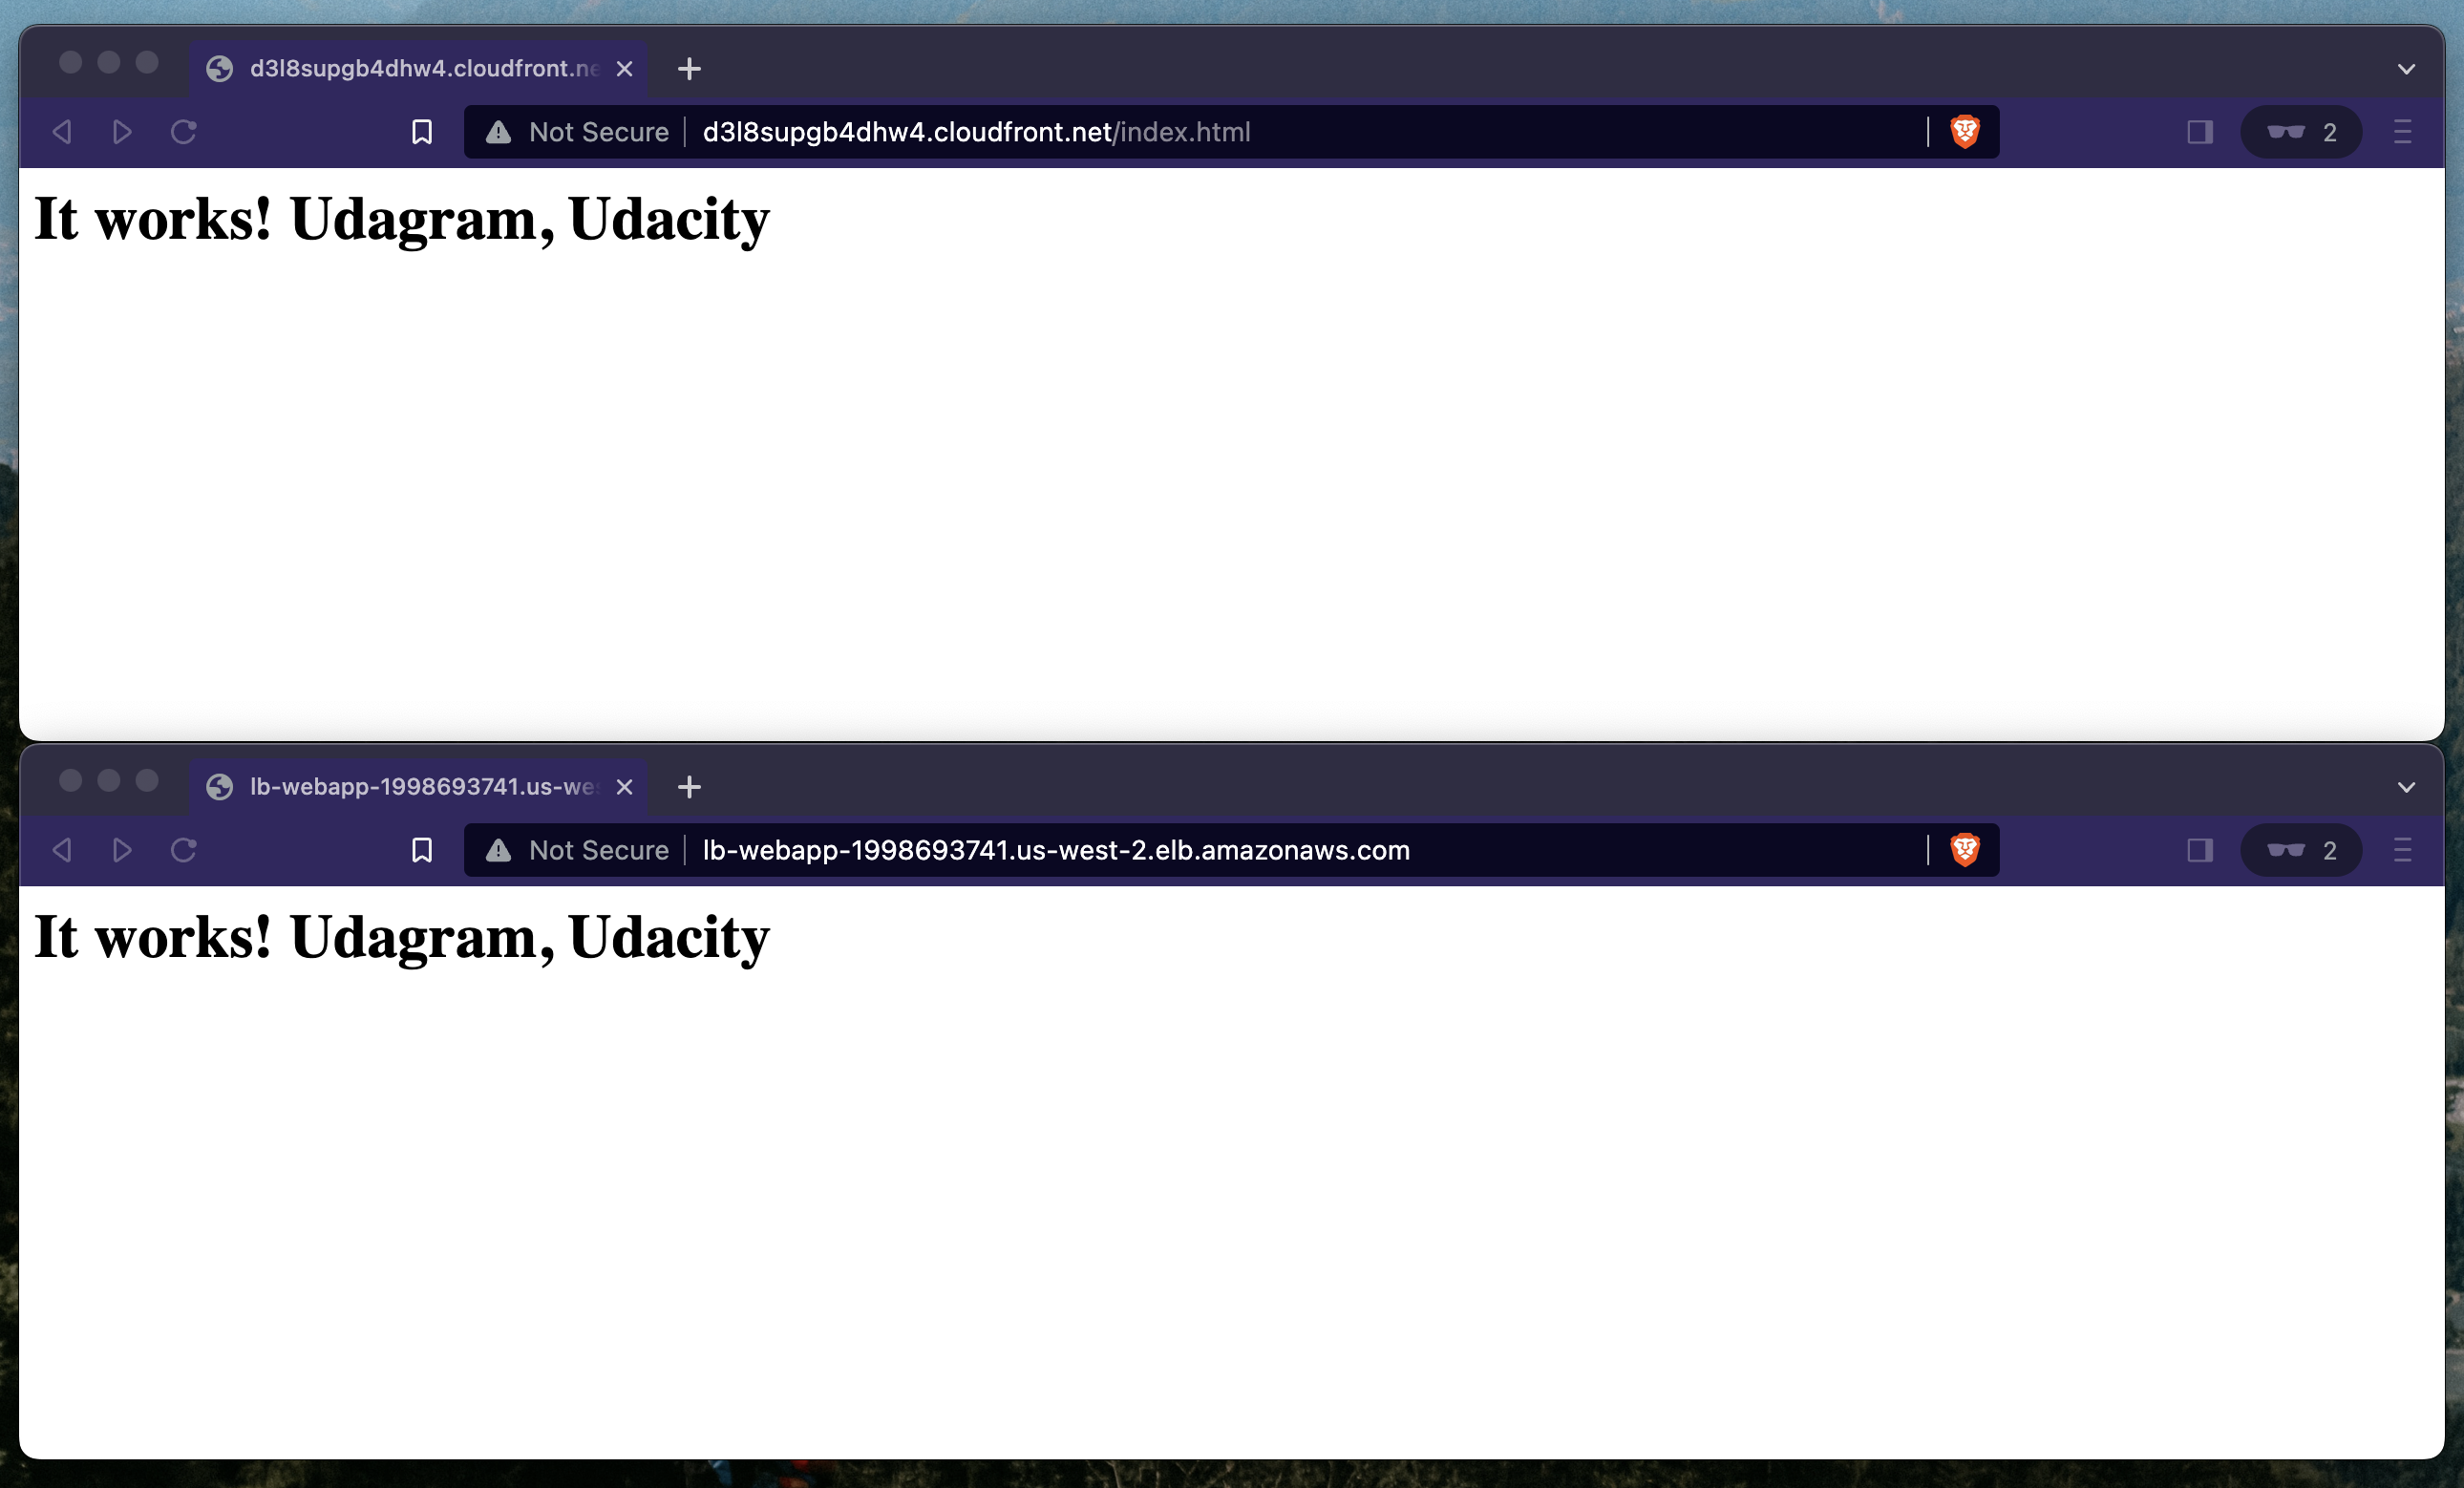 d3l8supgb4dhw4.cloudfront.ne
Not Secure d3l8supgb4dhw4.cloudfront.net/index.html 2
It works! Udagram, Udacity
lb-webapp-1998693741.us-wes
Not Secure lb-webapp-1998693741.us-west-2.elb.amazonaws.com 2
It works! Udagram, Udacity